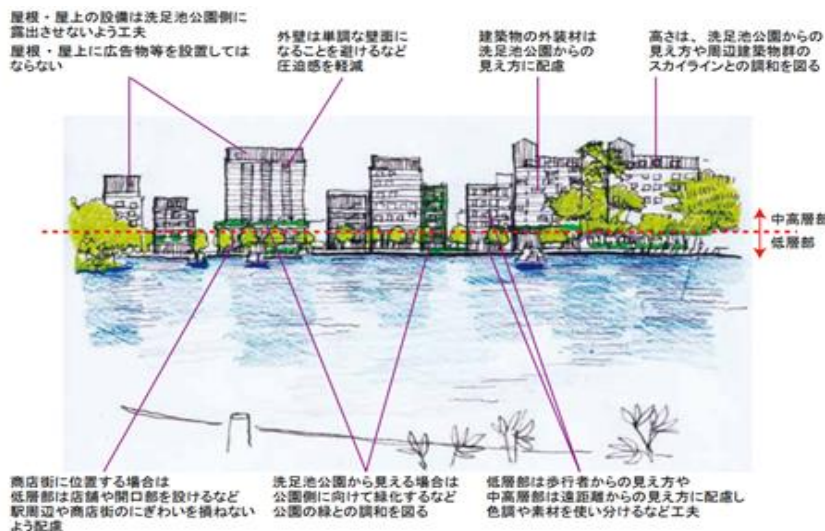 屋根・屋上の設備は洗足池公園側に
露出させないよう工夫
屋根・屋上に広告物等を設置しては
ならない
外壁は単調な壁面に
なることを避けるなど
圧迫感を軽減
建築物の外装材は
洗足池公園からの
見え方に配慮
高さは、洗足池公園からの
見え方や周辺建築物群の
スカイラインとの調和を図る
中高層部
低層部
商店街に位置する場合は
低層部は店舗や開口部を設けるなど
駅周辺や商店街のにぎわいを損ねない
よう配慮
洗足池公園から見える場合は
公園側に向けて緑化するなど
公園の緑との調和を図る
低層部は歩行者からの見え方や
中高層部は遠距離からの見え方に配慮し
色調や素材を使い分けるなど工夫